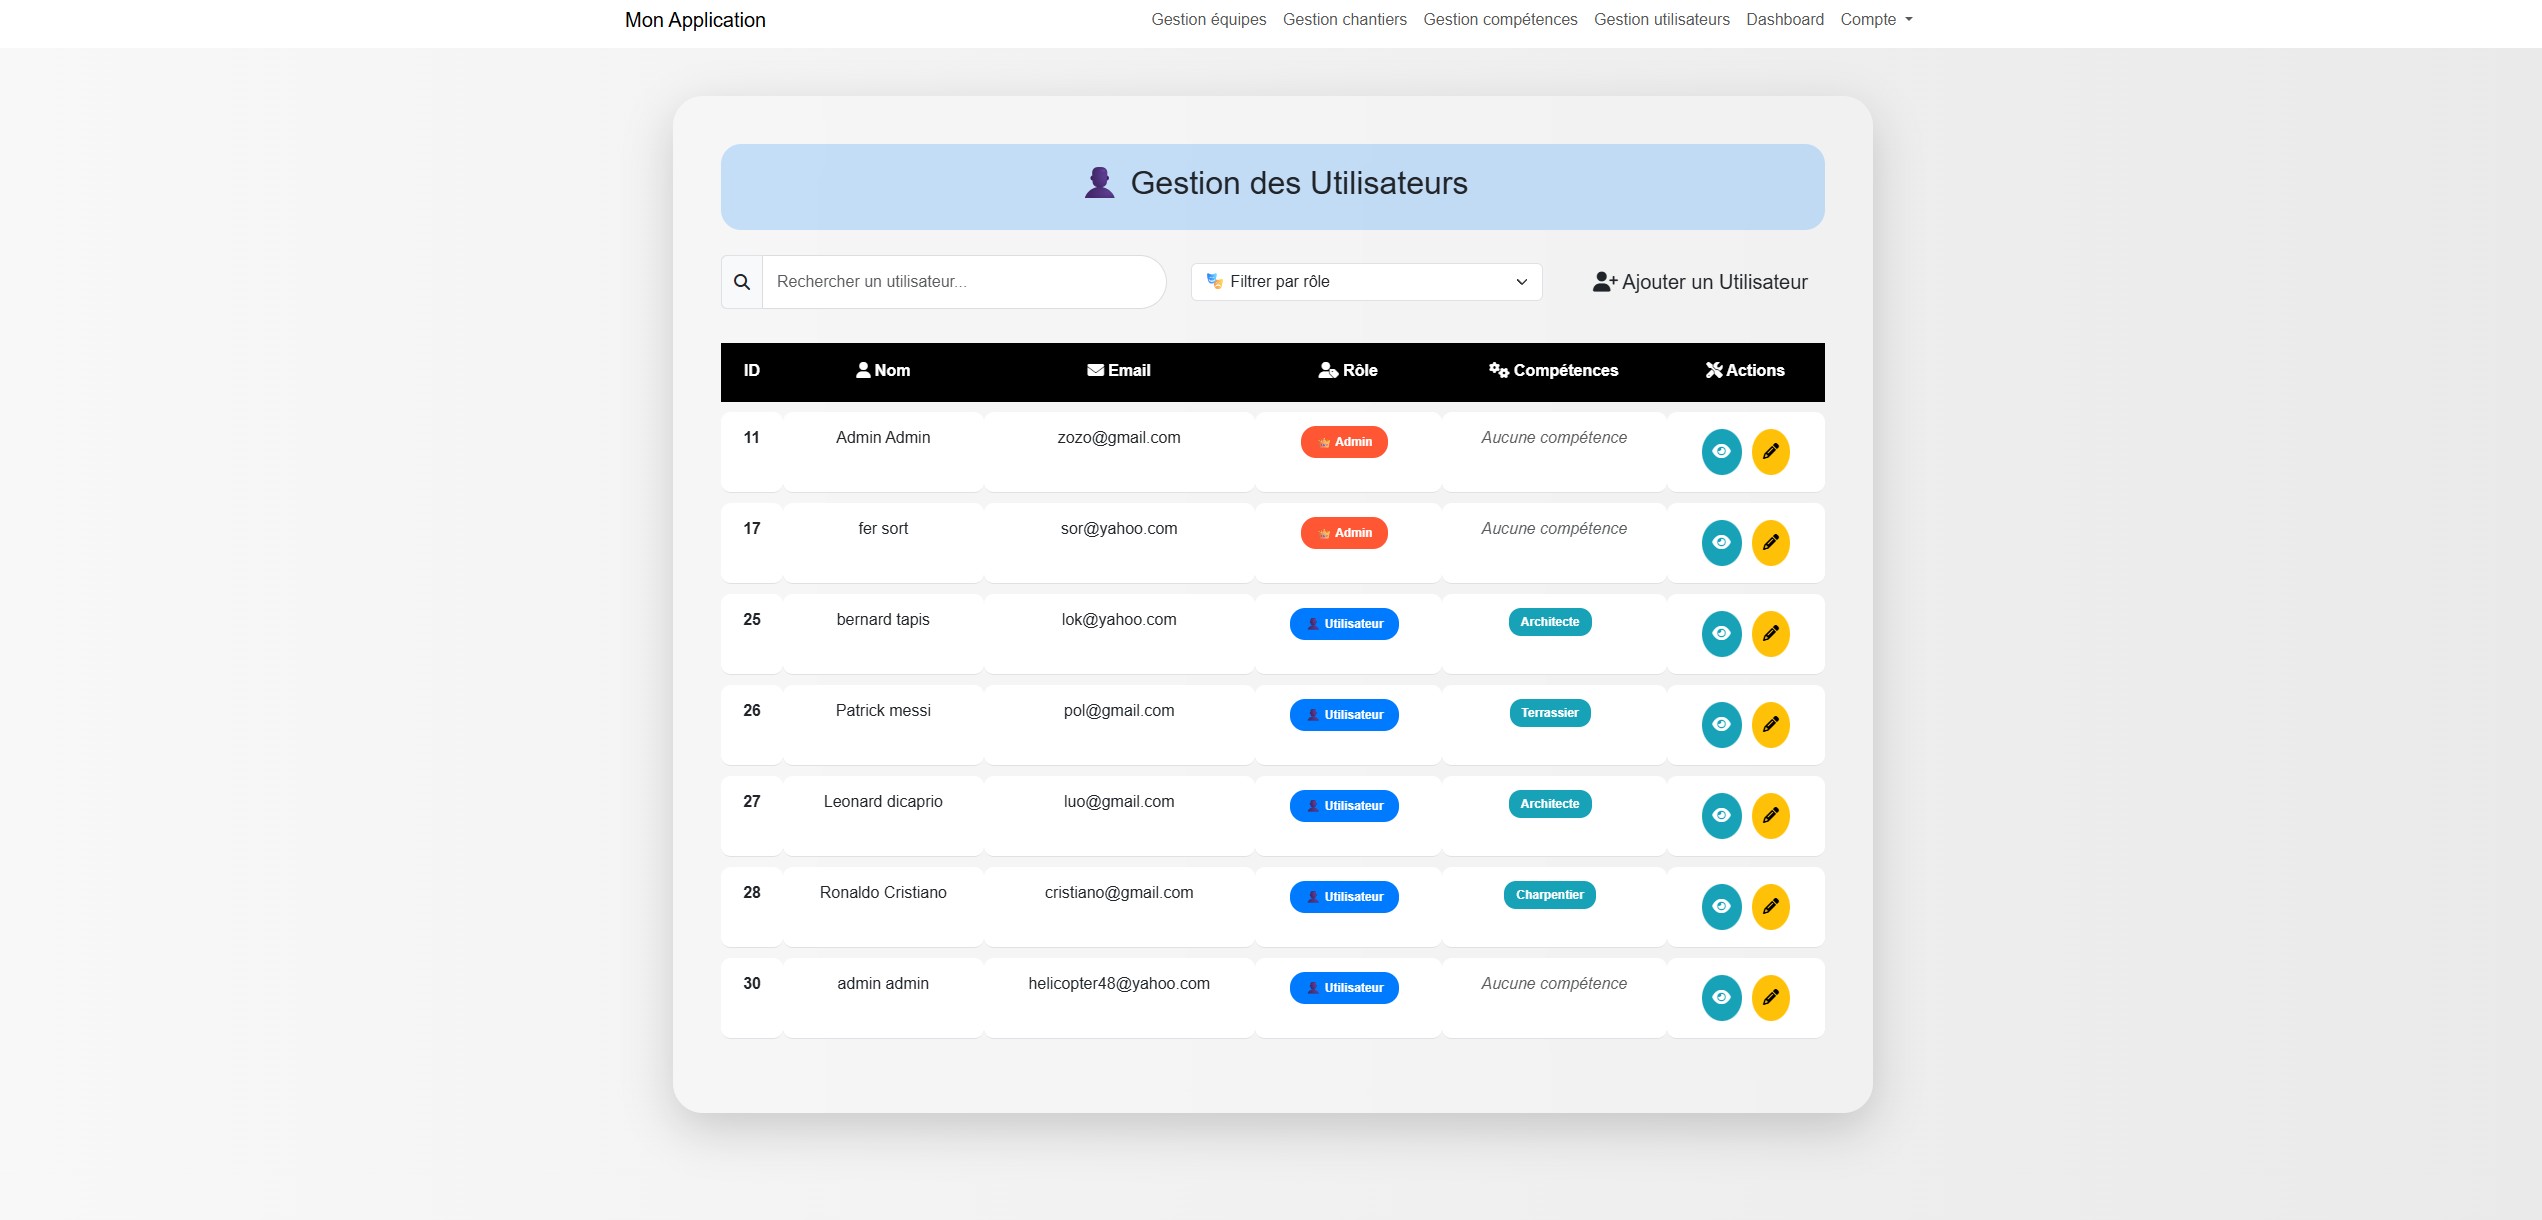 Mon Application
Gestion équipes Gestion chantiers Gestion compétences Gestion utilisateurs Dashboard Compte
Gestion des Utilisateurs
Rechercher un utilisateur... Filtrer par rôle Ajouter un Utilisateur
ID Nom Email Rôle Compétences Actions
11 Admin Admin zozo@gmail.com Admin Aucune compétence
17 fer sort sor@yahoo.com Admin Aucune compétence
25 bernard tapis lok@yahoo.com Utilisateur Architecte
26 Patrick messi pol@gmail.com Utilisateur Terrassier
27 Leonard dicaprio luo@gmail.com Utilisateur Architecte
28 Ronaldo Cristiano cristiano@gmail.com Utilisateur Charpentier
30 admin admin helicopter48@yahoo.com Utilisateur Aucune compétence